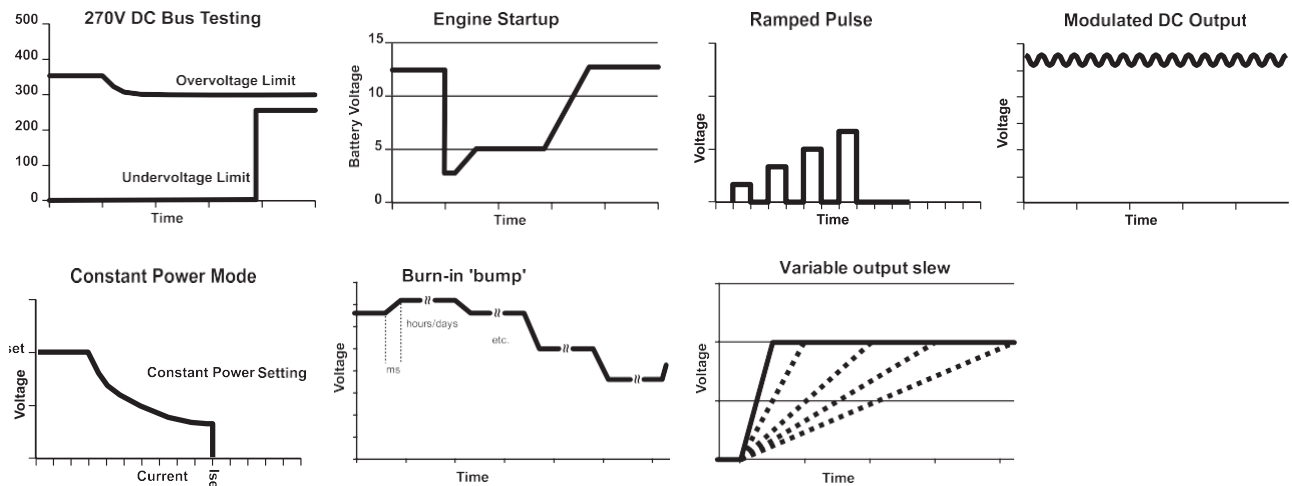 270V DC Bus Testing
500
400
300
200
100
0
Overvoltage Limit
Undervoltage Limit
Time
Engine Startup
15
10
5
0
Battery Voltage
Time
Ramped Pulse
Voltage
Time
Modulated DC Output
Voltage
Time
Constant Power Mode
Voltage
Constant Power Setting
Current
Burn-in 'bump'
Voltage
hours/days
etc.
ms
Time
Variable output slew
Voltage
Time